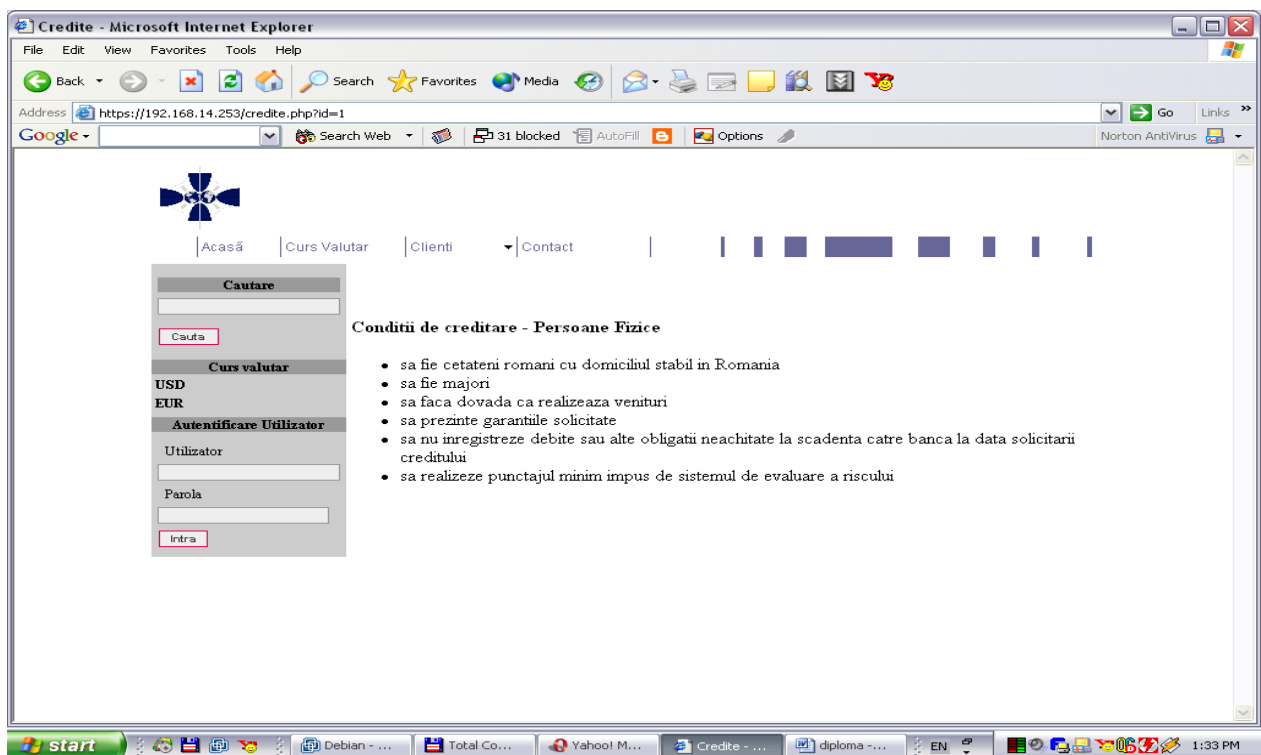 Credite - Microsoft Internet Explorer
File Edit View Favorites Tools Help
Back Search Favorites Media
Address https://192.168.14.253/credite.php?id=1 Go Links »
Google Search Web 31 blocked AutoFill Options Norton AntiVirus
Acasă Curs Valutar Clienti Contact
Cautare
Cauta
Curs valutar
USD
EUR
Autentificare Utilizator
Utilizator
Parola
Intra
Conditii de creditare - Persoane Fizice
• sa fie cetateni romani cu domiciliul stabil in Romania
• sa fie majori
• sa faca dovada ca realizeaza venituri
• sa prezinte garantiile solicitate
• sa nu inregistreze debite sau alte obligatii neachitate la scadenta catre banca la data solicitarii
creditului
• sa realizeze punctajul minim impus de sistemul de evaluare a riscului
start Debian - ... Total Co... Yahoo! M... Credite - ... diploma -... EN 1:33 PM